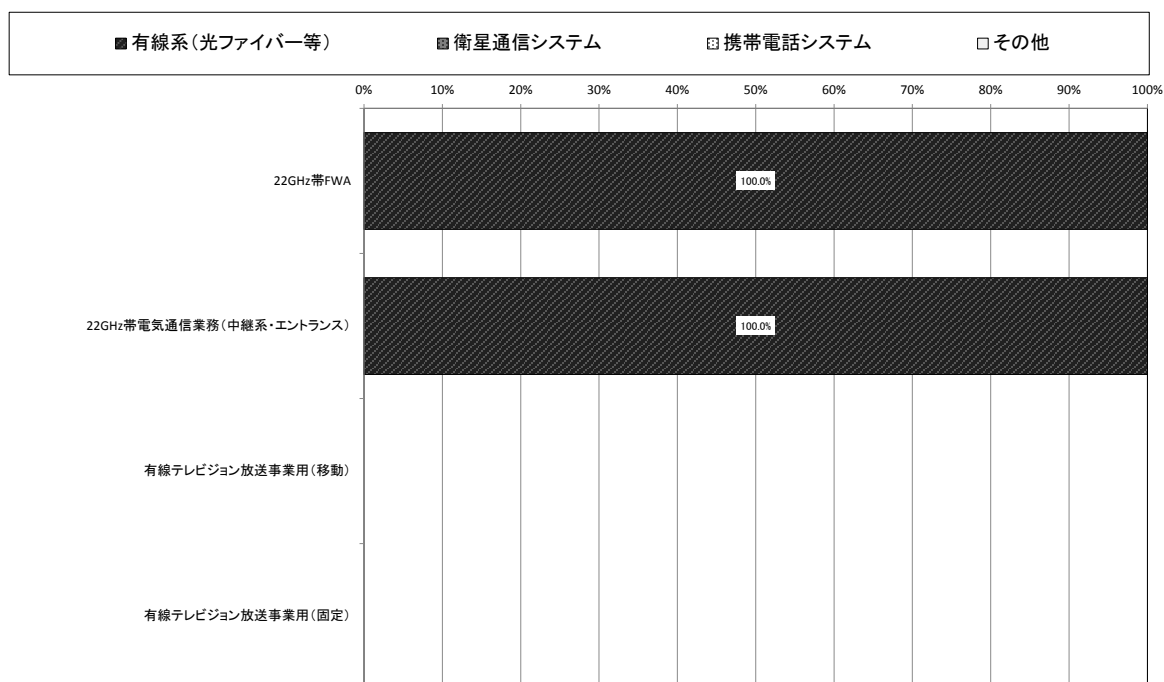 有線系(光ファイバー等) 衛星通信システム 携帯電話システム その他
0% 10% 20% 30% 40% 50% 60% 70% 80% 90% 100%
22GHz帯FWA
100.0%
22GHz帯電気通信業務(中継系・エントランス)
100.0%
有線テレビジョン放送事業用(移動)
有線テレビジョン放送事業用(固定)